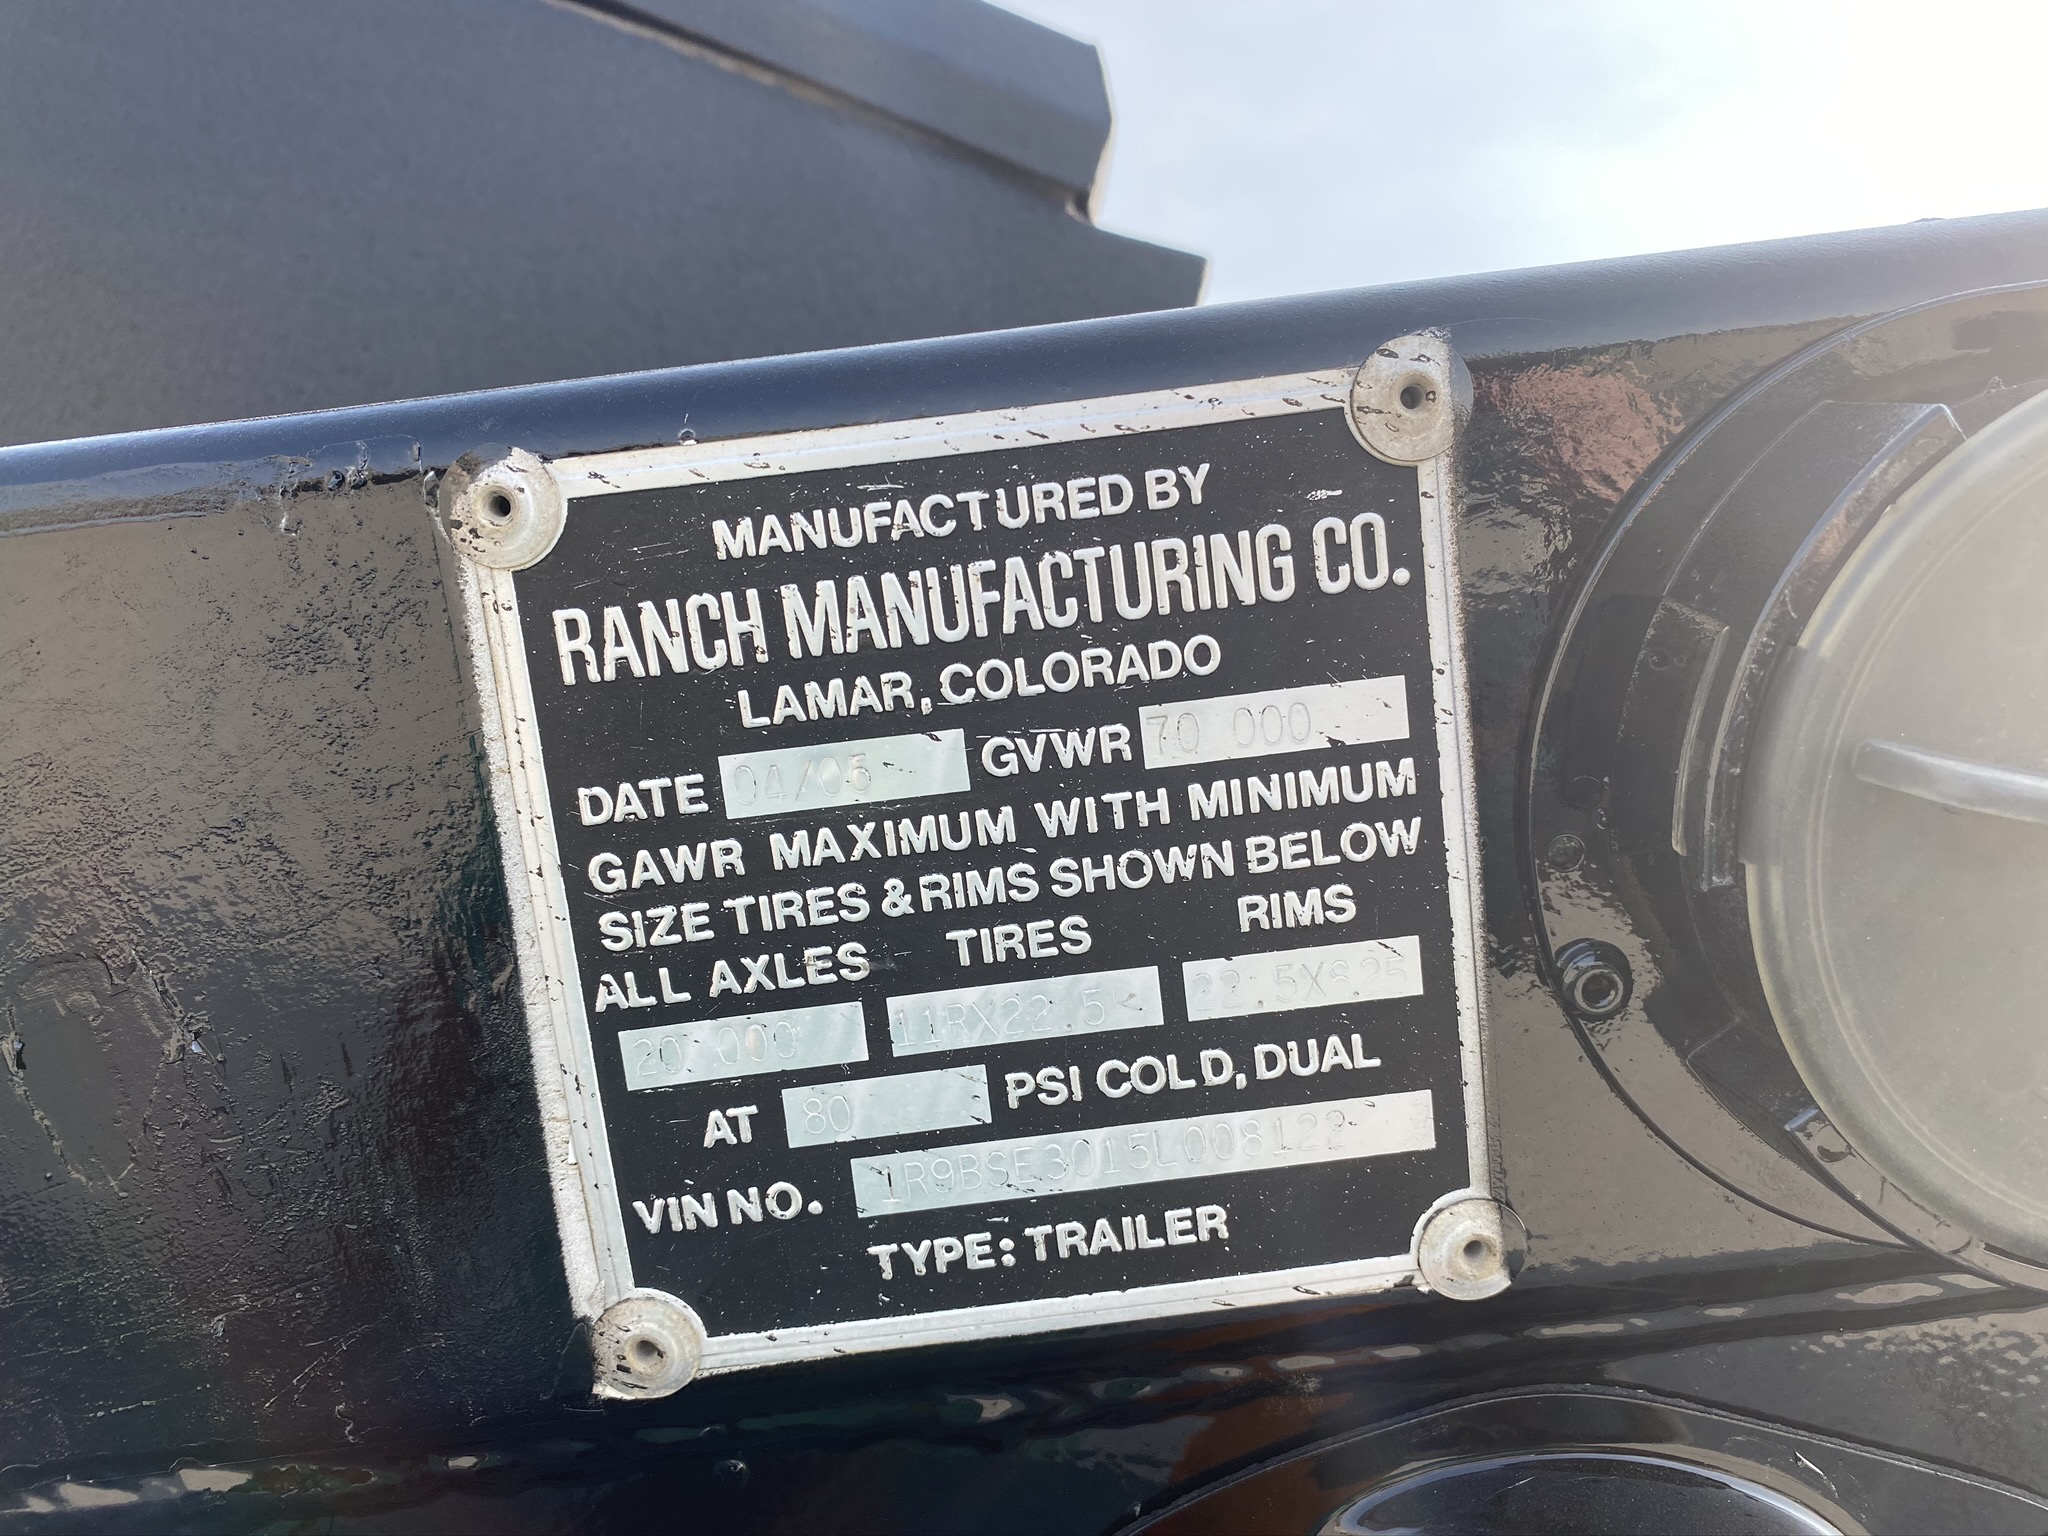 MANUFACTURED BY
RANCH MANUFACTURING CO.
LAMAR, COLORADO
DATE 04/05 GVWR 70 000
GAWR MAXIMUM WITH MINIMUM
SIZE TIRES & RIMS SHOWN BELOW
ALL AXLES TIRES RIMS
20 000 11RX22.5 22.5X825
AT 80 PSI COLD, DUAL
VIN NO. 1R9BSE3015L008122
TYPE: TRAILER